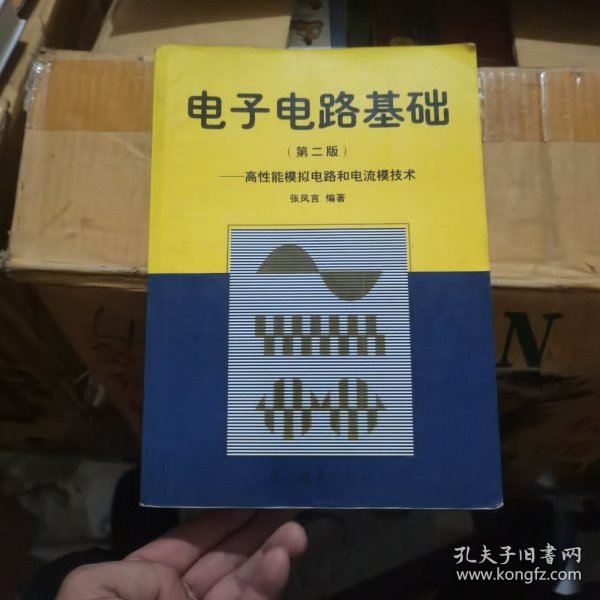 电子电路基础
（第二版）
——高性能模拟电路和电流模技术
张凤言 编著
N
孔夫子旧書网
www.kongfz.com